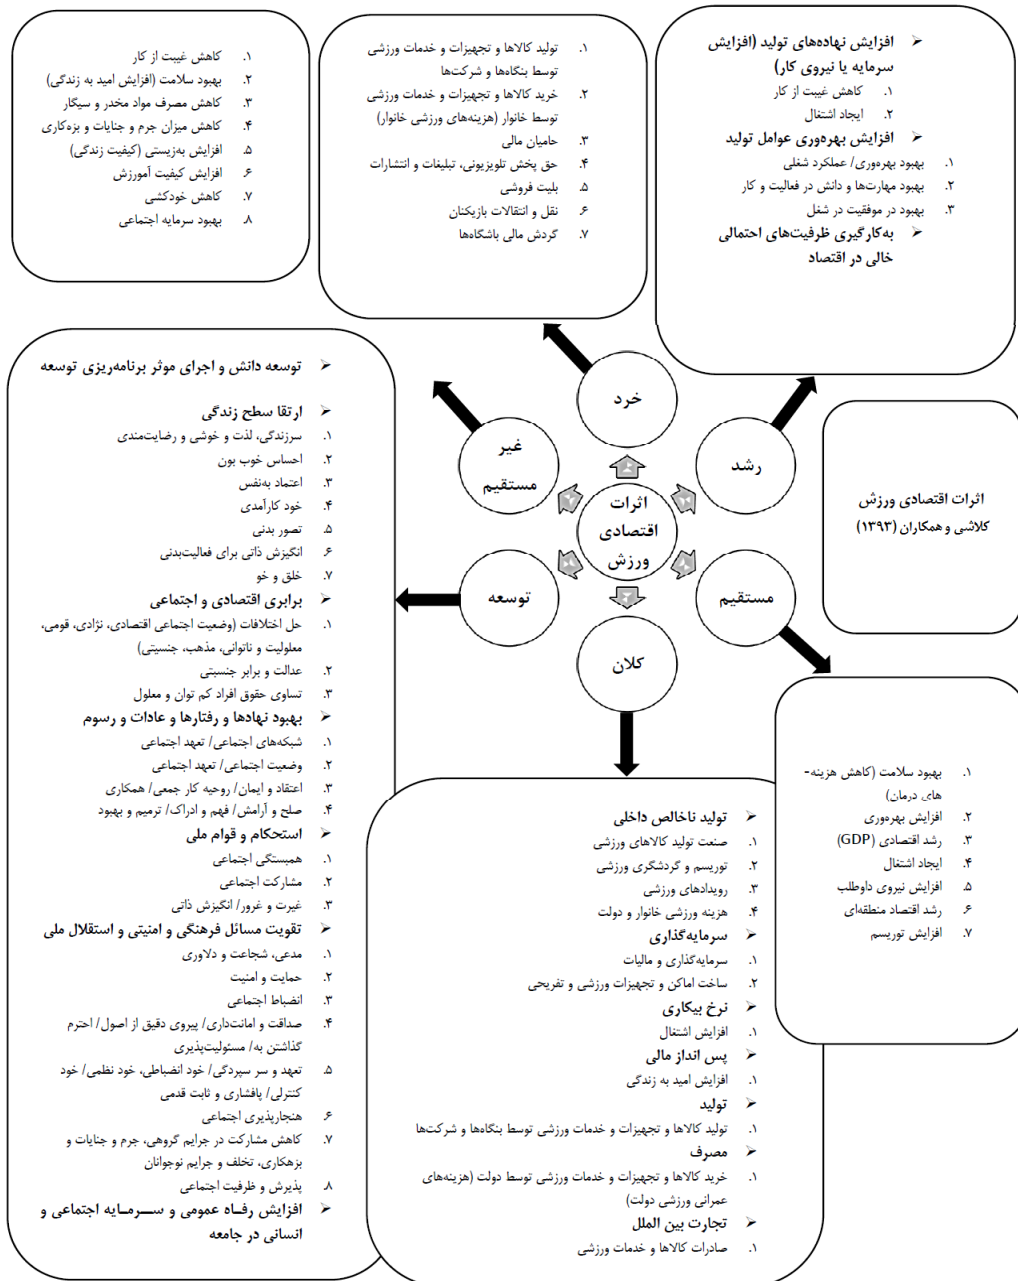 ۱. کاهش غیبت از کار
۲. بهبود سلامت (افزایش امید به زندگی)
۳. کاهش مصرف مواد مخدر و سیگار
۴. کاهش میزان جرم و جنایات و بزه‌کاری
۵. افزایش به‌زیستی (کیفیت زندگی)
۶. افزایش کیفیت آموزش
۷. کاهش خودکشی
۸. بهبود سرمایه اجتماعی
۱. تولید کالاها و تجهیزات و خدمات ورزشی
توسط بنگاه‌ها و شرکت‌ها
۲. خرید کالاها و تجهیزات و خدمات ورزشی
توسط خانوار (هزینه‌های ورزشی خانوار)
۳. حامیان مالی
۴. حق پخش تلویزیونی، تبلیغات و انتشارات
۵. بلیت فروشی
۶. نقل و انتقالات بازیکنان
۷. گردش مالی باشگاه‌ها
➢ افزایش نهاده‌های تولید (افزایش
سرمایه یا نیروی کار)
۱. کاهش غیبت از کار
۲. ایجاد اشتغال
➢ افزایش بهره‌وری عوامل تولید
۱. بهبود بهره‌وری/ عملکرد شغلی
۲. بهبود مهارت‌ها و دانش در فعالیت و کار
۳. بهبود در موفقیت در شغل
➢ به‌کارگیری ظرفیت‌های احتمالی
خالی در اقتصاد
خرد
رشد
مستقیم
کلان
توسعه
غیر
مستقیم
اثرات
اقتصادی
ورزش
اثرات اقتصادی ورزش
کلاشی و همکاران (۱۳۹۳)
➢ توسعه دانش و اجرای موثر برنامه‌ریزی توسعه
➢ ارتقا سطح زندگی
۱. سرزندگی، لذت و خوشی و رضایت‌مندی
۲. احساس خوب بون
۳. اعتماد به‌نفس
۴. خود کارآمدی
۵. تصور بدنی
۶. انگیزش ذاتی برای فعالیت‌بدنی
۷. خلق و خو
➢ برابری اقتصادی و اجتماعی
۱. حل اختلافات (وضعیت اجتماعی اقتصادی، نژادی، قومی،
معلولیت و ناتوانی، مذهب، جنسیتی)
۲. عدالت و برابر جنسیتی
۳. تساوی حقوق افراد کم توان و معلول
➢ بهبود نهادها و رفتارها و عادات و رسوم
۱. شبکه‌های اجتماعی/ تعهد اجتماعی
۲. وضعیت اجتماعی/ تعهد اجتماعی
۳. اعتقاد و ایمان/ روحیه کار جمعی/ همکاری
۴. صلح و آرامش/ فهم و ادراک/ ترمیم و بهبود
➢ استحکام و قوام ملی
۱. همبستگی اجتماعی
۲. مشارکت اجتماعی
۳. غیرت و غرور/ انگیزش ذاتی
➢ تقویت مسائل فرهنگی و امنیتی و استقلال ملی
۱. مدعی، شجاعت و دلاوری
۲. حمایت و امنیت
۳. انضباط اجتماعی
۴. صداقت و امانت‌داری/ پیروی دقیق از اصول/ احترم
گذاشتن به/ مسئولیت‌پذیری
۵. تعهد و سر سپردگی/ خود انضباطی، خود نظمی/ خود
کنترلی/ پافشاری و ثابت قدمی
۶. هنجارپذیری اجتماعی
۷. کاهش مشارکت در جرایم گروهی، جرم و جنایات و
بزهکاری، تخلف و جرایم نوجوانان
۸. پذیرش و ظرفیت اجتماعی
➢ افزایش رفـاه عمومی و ســرمـایه اجتماعی و
انسانی در جامعه
➢ تولید ناخالص داخلی
۱. صنعت تولید کالاهای ورزشی
۲. توریسم و گردشگری ورزشی
۳. رویدادهای ورزشی
۴. هزینه ورزشی خانوار و دولت
➢ سرمایه‌گذاری
۱. سرمایه‌گذاری و مالیات
۲. ساخت اماکن و تجهیزات ورزشی و تفریحی
➢ نرخ بیکاری
۱. افزایش اشتغال
➢ پس انداز مالی
۱. افزایش امید به زندگی
➢ تولید
۱. تولید کالاها و تجهیزات و خدمات ورزشی توسط بنگاه‌ها و شرکت‌ها
➢ مصرف
۱. خرید کالاها و تجهیزات و خدمات ورزشی توسط دولت (هزینه‌های
عمرانی ورزشی دولت)
➢ تجارت بین الملل
۱. صادرات کالاها و خدمات ورزشی
۱. بهبود سلامت (کاهش هزینه-
های درمان)
۲. افزایش بهره‌وری
۳. رشد اقتصادی (GDP)
۴. ایجاد اشتغال
۵. افزایش نیروی داوطلب
۶. رشد اقتصاد منطقه‌ای
۷. افزایش توریسم